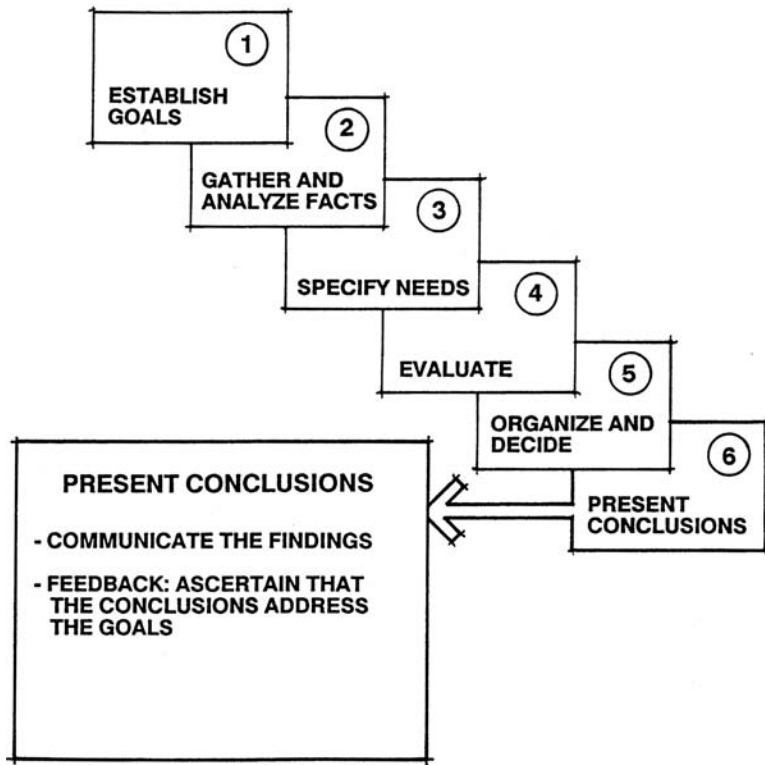 1
ESTABLISH
GOALS
2
GATHER AND
ANALYZE FACTS
3
SPECIFY NEEDS
4
EVALUATE
5
ORGANIZE AND
DECIDE
6
PRESENT
CONCLUSIONS
PRESENT CONCLUSIONS
- COMMUNICATE THE FINDINGS
- FEEDBACK: ASCERTAIN THAT
THE CONCLUSIONS ADDRESS
THE GOALS